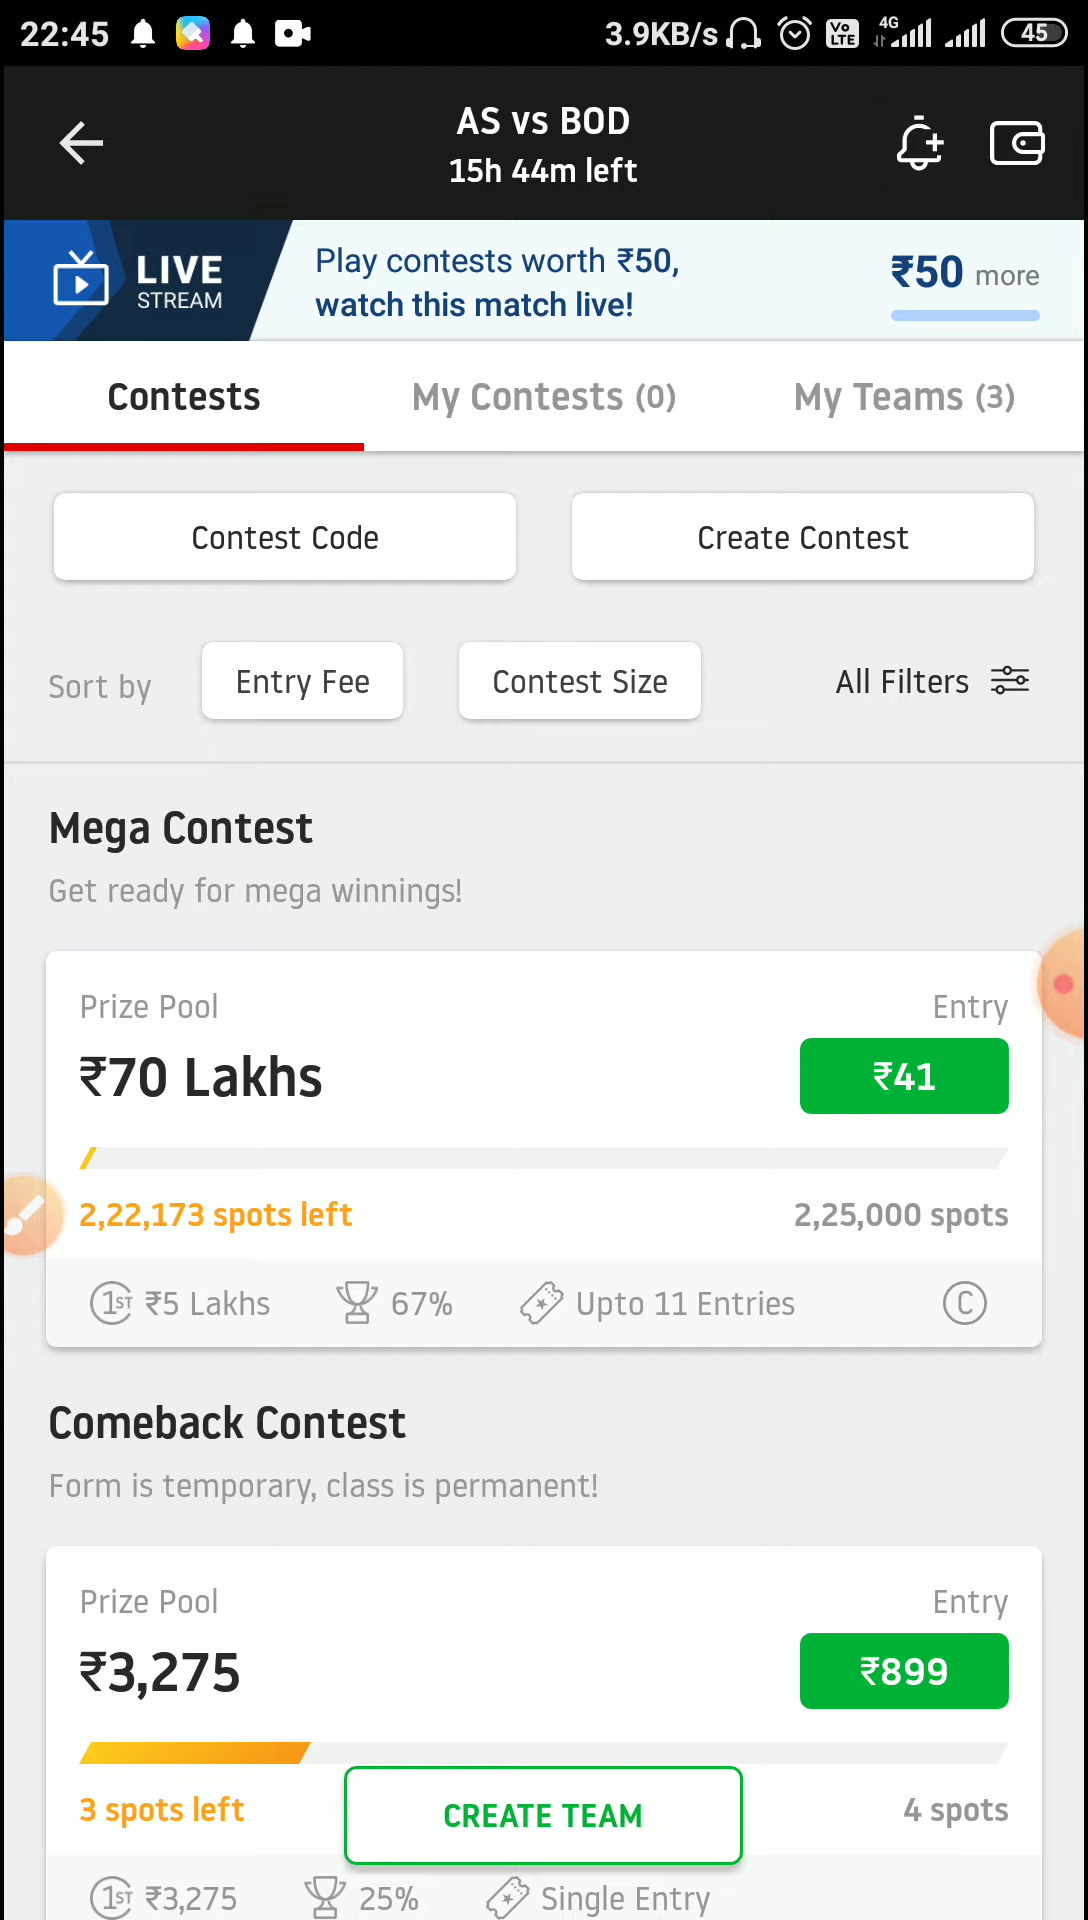 22:45 3.9KB/s Vo LTE 4G 45
AS vs BOD
15h 44m left
LIVE
STREAM
Play contests worth ₹50,
watch this match live!
₹50 more
Contests My Contests (0) My Teams (3)
Contest Code Create Contest
Sort by Entry Fee Contest Size All Filters
Mega Contest
Get ready for mega winnings!
Prize Pool Entry
₹70 Lakhs ₹41
2,22,173 spots left 2,25,000 spots
1ST ₹5 Lakhs 67% Upto 11 Entries C
Comeback Contest
Form is temporary, class is permanent!
Prize Pool Entry
₹3,275 ₹899
3 spots left CREATE TEAM 4 spots
1ST ₹3,275 25% Single Entry